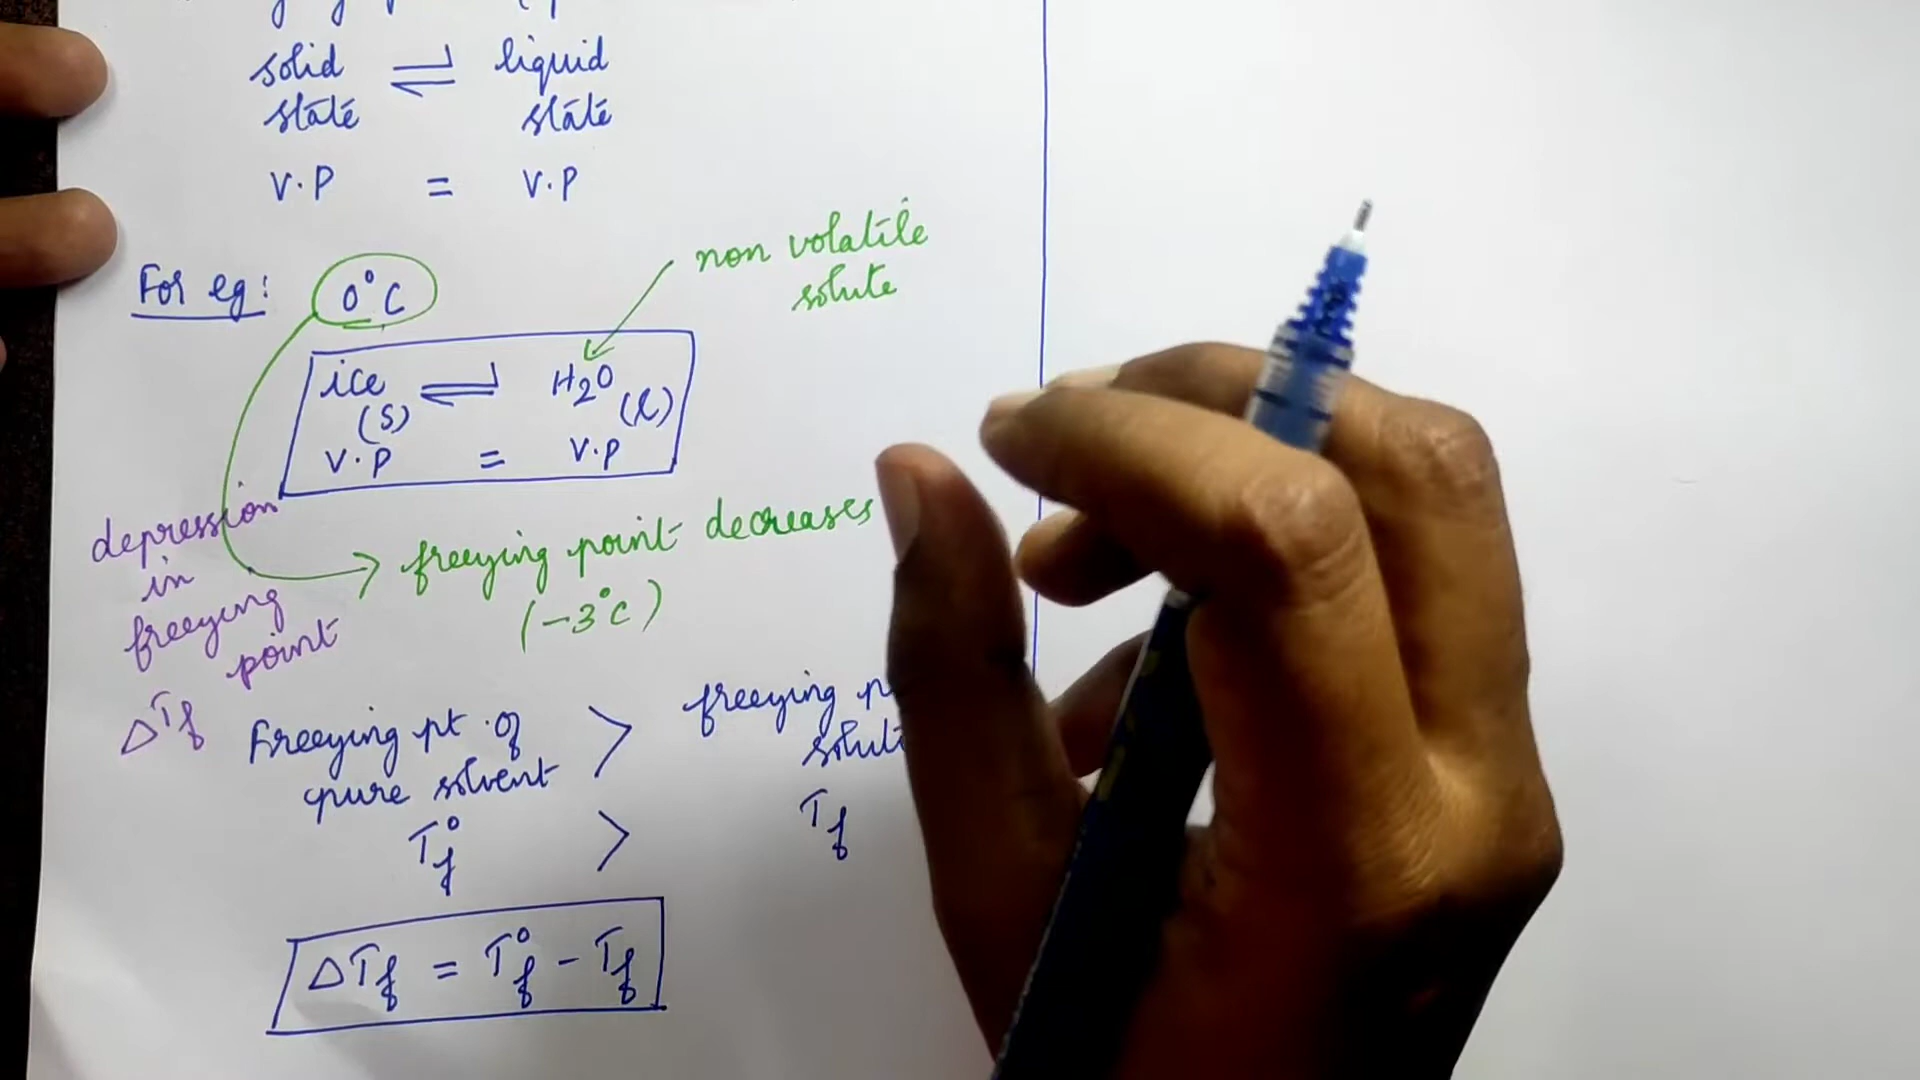 solid ⇌ liquid
state state
V.P = V.P
non volatile
solute
For eg: 0°C
ice ⇌ H2O
(S) (l)
V.P = V.P
depression
in
freezing
point
ΔTf
freezing point decreases
(-3°C)
Freezing pt. of > freezing
pure solvent
Tf° > Tf
ΔTf = Tf° - Tf